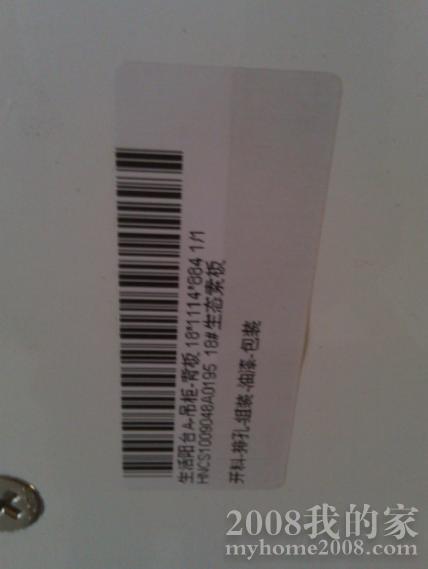 生活阳台A-吊柜-背板 18*1114*884 1/1
HNCS1009048A0195 18#生态素板
开料-排孔-组装-油漆-包装
2008我的家
myhome2008.com